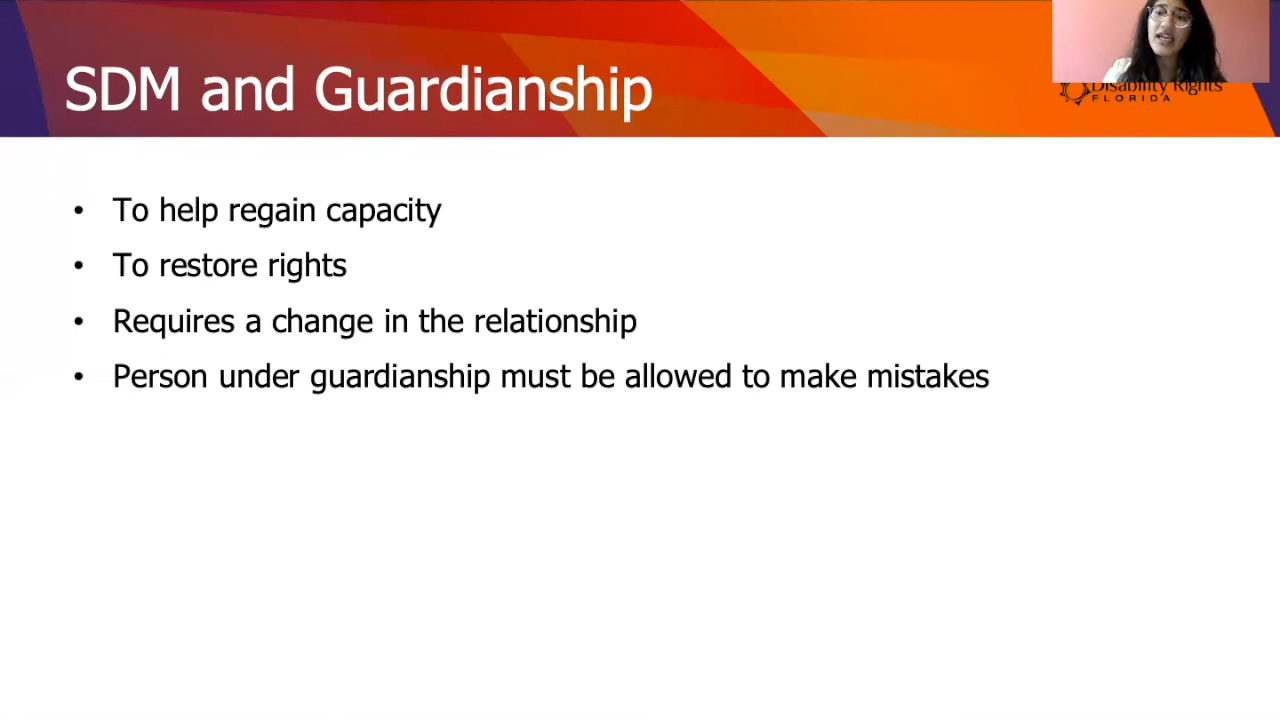 SDM and Guardianship
Disability Rights
FLORIDA
• To help regain capacity
• To restore rights
• Requires a change in the relationship
• Person under guardianship must be allowed to make mistakes